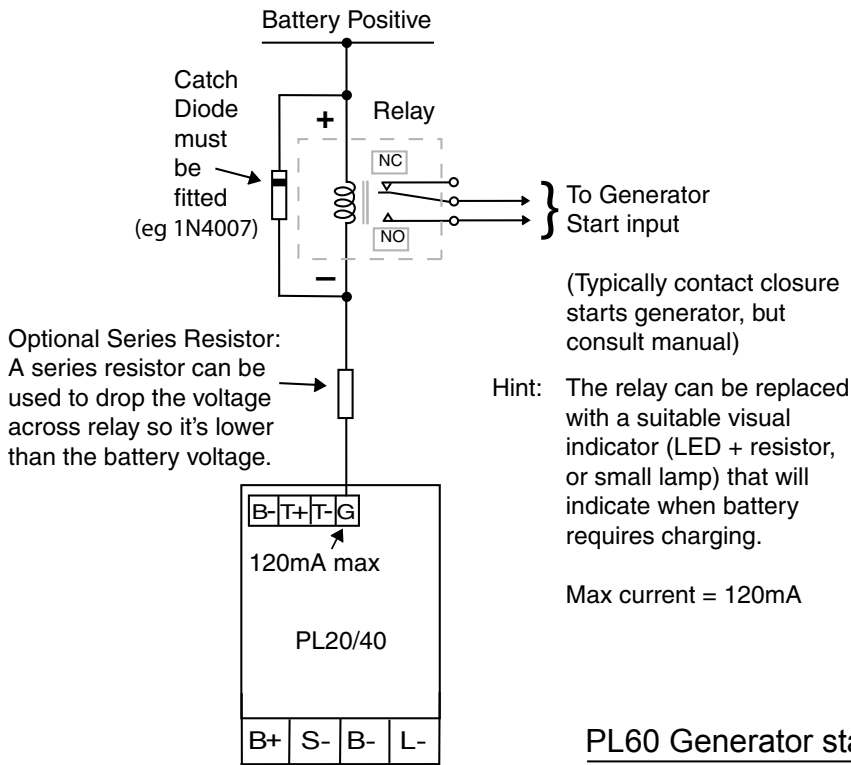 Battery Positive
Catch
Diode
must
be
fitted
(eg 1N4007)
+
Relay
NC
NO
–
} To Generator
Start input
(Typically contact closure
starts generator, but
consult manual)
Optional Series Resistor:
A series resistor can be
used to drop the voltage
across relay so it's lower
than the battery voltage.
Hint: The relay can be replaced
with a suitable visual
indicator (LED + resistor,
or small lamp) that will
indicate when battery
requires charging.
Max current = 120mA
B- T+ T- G
120mA max
PL20/40
B+ S- B- L-
PL60 Generator sta